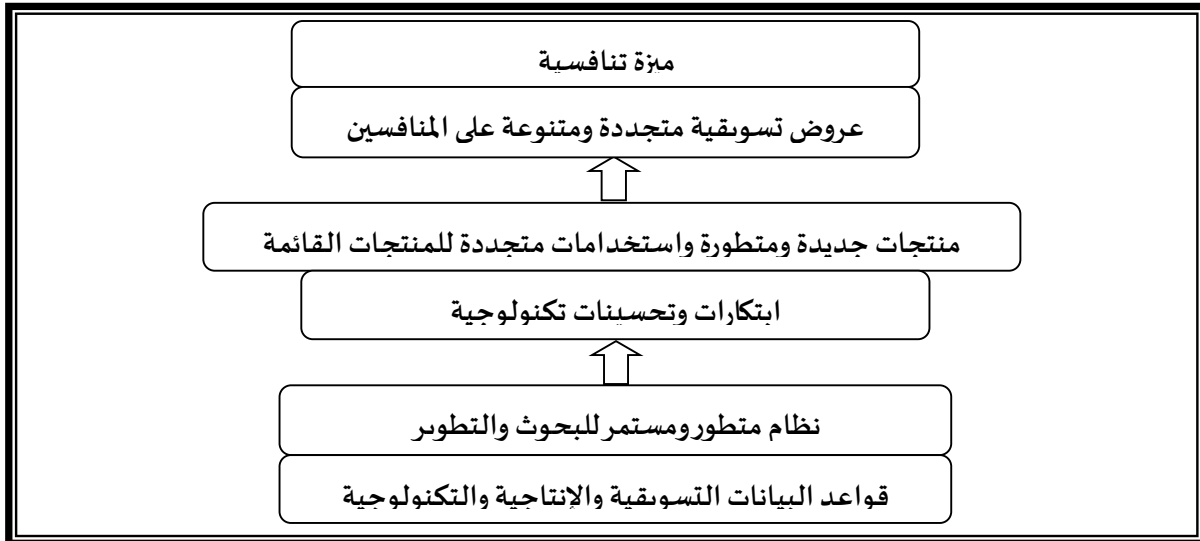 ميزة تنافسية
عروض تسويقية متجددة ومتنوعة على المنافسين
منتجات جديدة ومتطورة واستخدامات متجددة للمنتجات القائمة
ابتكارات وتحسينات تكنولوجية
نظام متطور ومستمر للبحوث والتطوير
قواعد البيانات التسويقية والإنتاجية والتكنولوجية